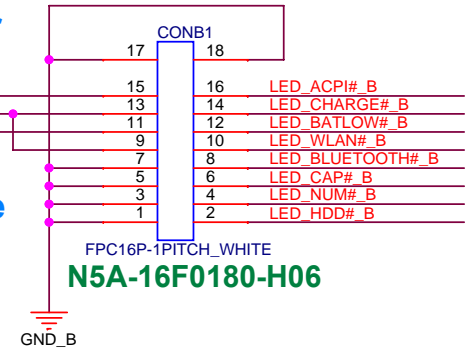 CONB1
17 18
15 16 LED_ACPI#_B
13 14 LED_CHARGE#_B
11 12 LED_BATLOW#_B
9 10 LED_WLAN#_B
7 8 LED_BLUETOOTH#_B
5 6 LED_CAP#_B
3 4 LED_NUM#_B
1 2 LED_HDD#_B
FPC16P-1PITCH_WHITE
N5A-16F0180-H06
GND_B